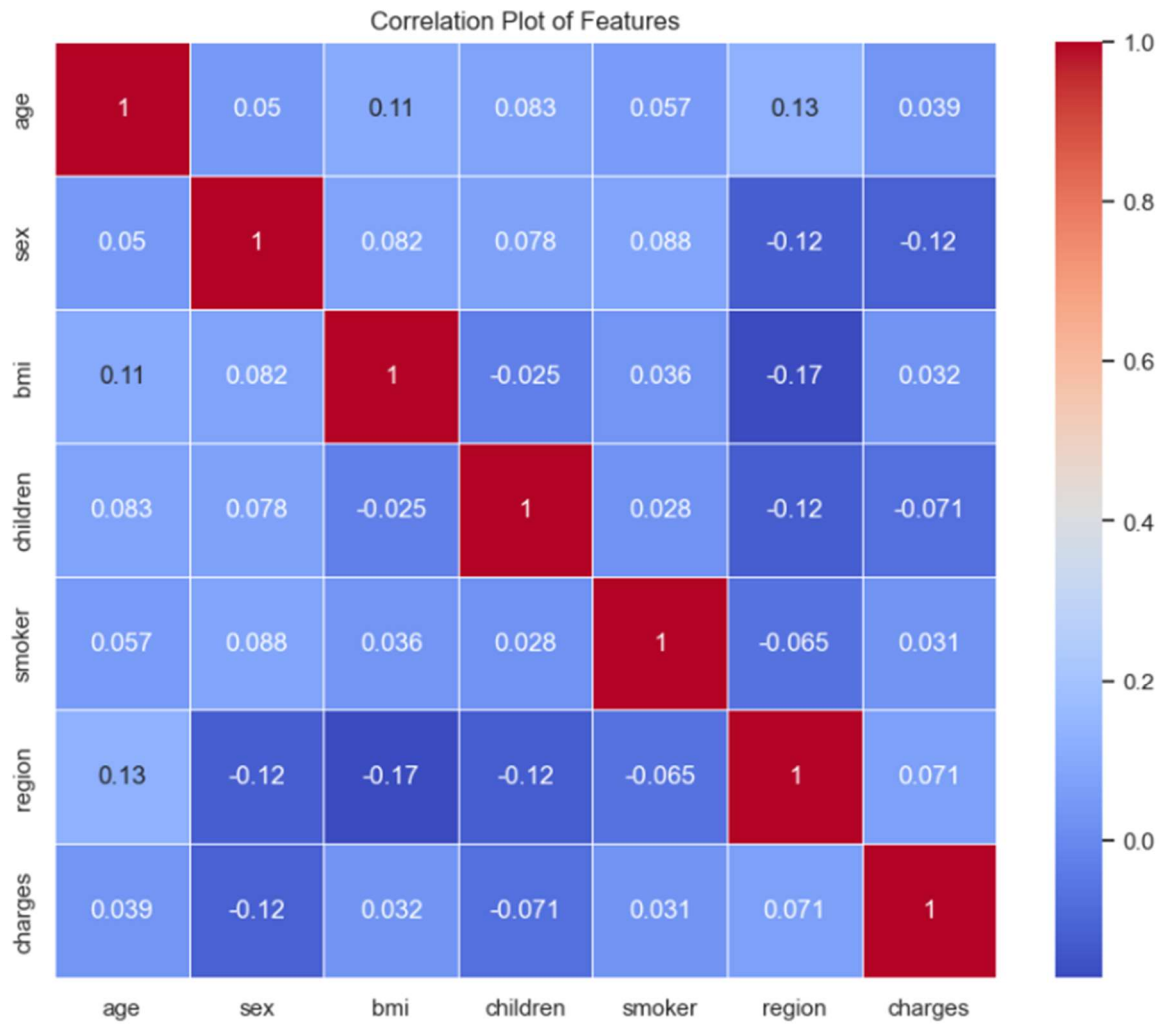 Correlation Plot of Features
age 1 0.05 0.11 0.083 0.057 0.13 0.039
sex 0.05 1 0.082 0.078 0.088 -0.12 -0.12
bmi 0.11 0.082 1 -0.025 0.036 -0.17 0.032
children 0.083 0.078 -0.025 1 0.028 -0.12 -0.071
smoker 0.057 0.088 0.036 0.028 1 -0.065 0.031
region 0.13 -0.12 -0.17 -0.12 -0.065 1 0.071
charges 0.039 -0.12 0.032 -0.071 0.031 0.071 1
age sex bmi children smoker region charges
1.0
0.8
0.6
0.4
0.2
0.0